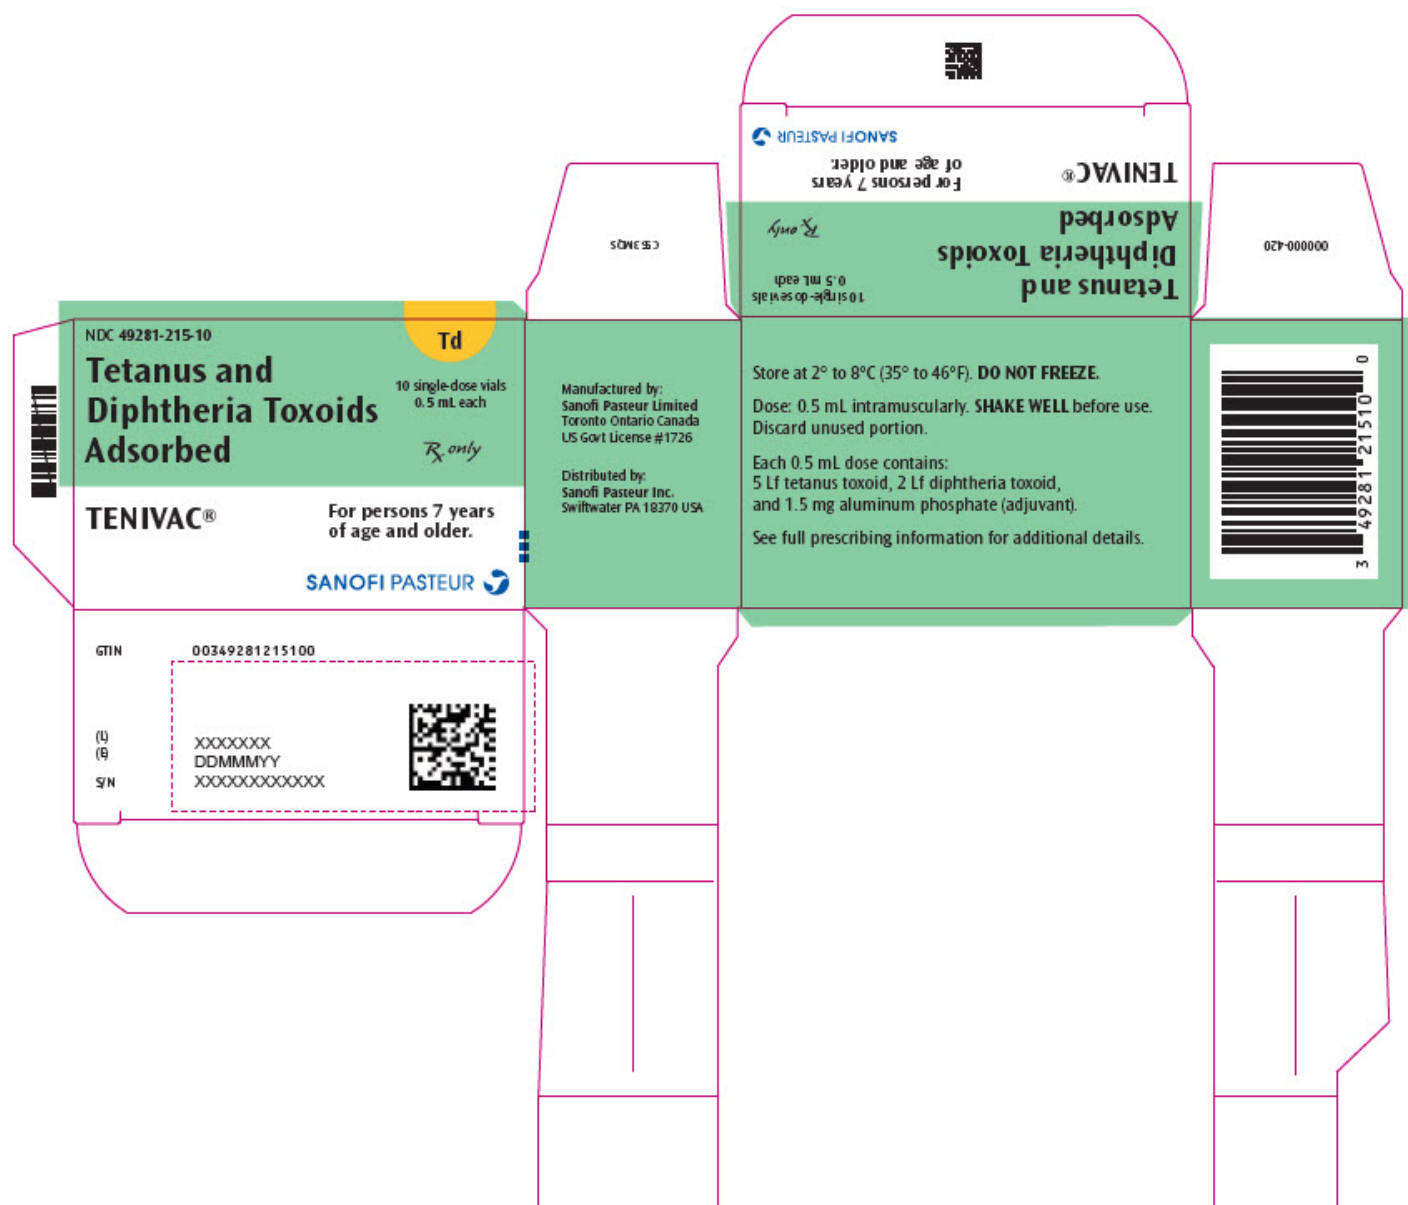 SANOFI PASTEUR
For persons 7 years
of age and older.
TENIVAC®
Rx only
10 single-dose vials
0.5 mL each
Tetanus and
Diphtheria Toxoids
Adsorbed
000000-420
NDC 49281-215-10
Td
Tetanus and
Diphtheria Toxoids
Adsorbed
10 single-dose vials
0.5 mL each
Rx only
TENIVAC®
For persons 7 years
of age and older.
SANOFI PASTEUR
Manufactured by:
Sanofi Pasteur Limited
Toronto Ontario Canada
US Govt License #1726
Distributed by:
Sanofi Pasteur Inc.
Swiftwater PA 18370 USA
Store at 2° to 8°C (35° to 46°F). DO NOT FREEZE.
Dose: 0.5 mL intramuscularly. SHAKE WELL before use.
Discard unused portion.
Each 0.5 mL dose contains:
5 Lf tetanus toxoid, 2 Lf diphtheria toxoid,
and 1.5 mg aluminum phosphate (adjuvant).
See full prescribing information for additional details.
3 49281 21510 0
GTIN 00349281215100
(L) XXXXXXX
(E) DDMMMYY
S/N XXXXXXXXXXXX